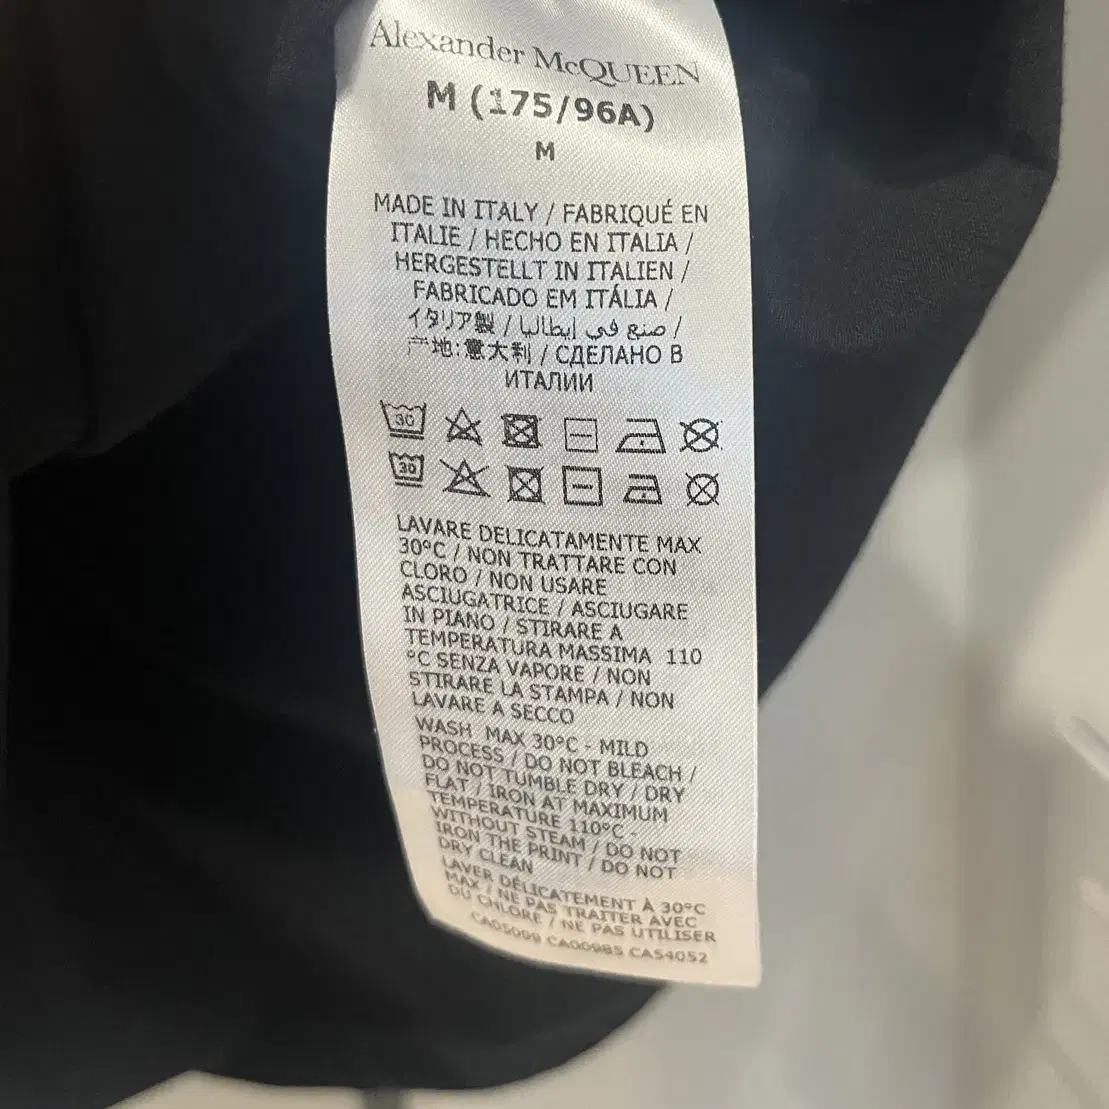 Alexander McQUEEN
M (175/96A)
M
MADE IN ITALY / FABRIQUÉ EN
ITALIE / HECHO EN ITALIA /
HERGESTELLT IN ITALIEN /
FABRICADO EM ITÁLIA /
イタリア製 / صنع في إيطاليا /
产地:意大利 / СДЕЛАНО В
ИТАЛИИ
30
30
LAVARE DELICATAMENTE MAX
30°C / NON TRATTARE CON
CLORO / NON USARE
ASCIUGATRICE / ASCIUGARE
IN PIANO / STIRARE A
TEMPERATURA MASSIMA 110
°C SENZA VAPORE / NON
STIRARE LA STAMPA / NON
LAVARE A SECCO
WASH MAX 30°C - MILD
PROCESS / DO NOT BLEACH /
DO NOT TUMBLE DRY / DRY
FLAT / IRON AT MAXIMUM
TEMPERATURE 110°C -
WITHOUT STEAM / DO NOT
IRON THE PRINT / DO NOT
DRY CLEAN
LAVER DÉLICATEMENT À 30°C
MAX / NE PAS TRAITER AVEC
DU CHLORE / NE PAS UTILISER
CA05099 CA00985 CA54052